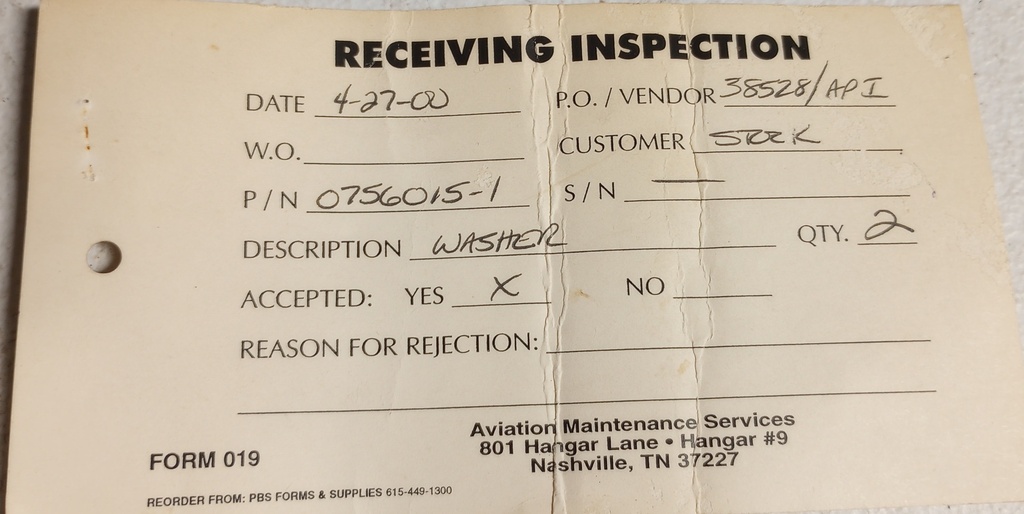 RECEIVING INSPECTION
DATE 4-27-00 P.O. / VENDOR 38528/API
W.O. CUSTOMER STOCK
P / N 0756015-1 S / N —
DESCRIPTION WASHER QTY. 2
ACCEPTED: YES X NO
REASON FOR REJECTION:
Aviation Maintenance Services
801 Hangar Lane • Hangar #9
Nashville, TN 37227
FORM 019
REORDER FROM: PBS FORMS & SUPPLIES 615-449-1300